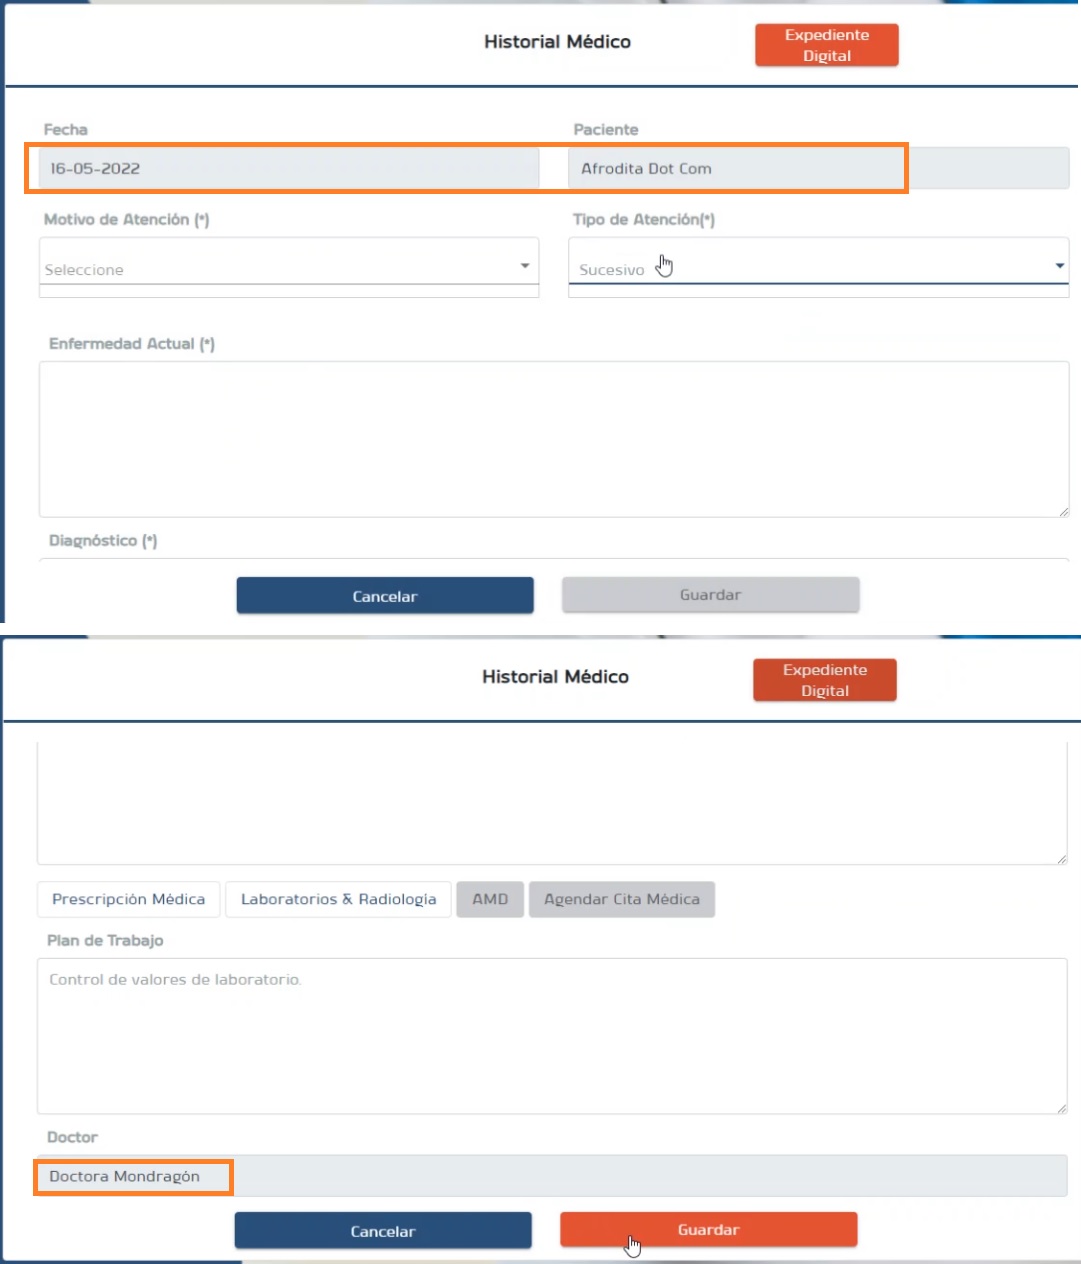 Historial Médico
Expediente
Digital
Fecha
Paciente
16-05-2022
Afrodita Dot Com
Motivo de Atención (*)
Tipo de Atención(*)
Seleccione
Sucesivo
Enfermedad Actual (*)
Diagnóstico (*)
Cancelar
Guardar
Historial Médico
Expediente
Digital
Prescripción Médica
Laboratorios & Radiología
AMD
Agendar Cita Médica
Plan de Trabajo
Control de valores de laboratorio.
Doctor
Doctora Mondragón
Cancelar
Guardar